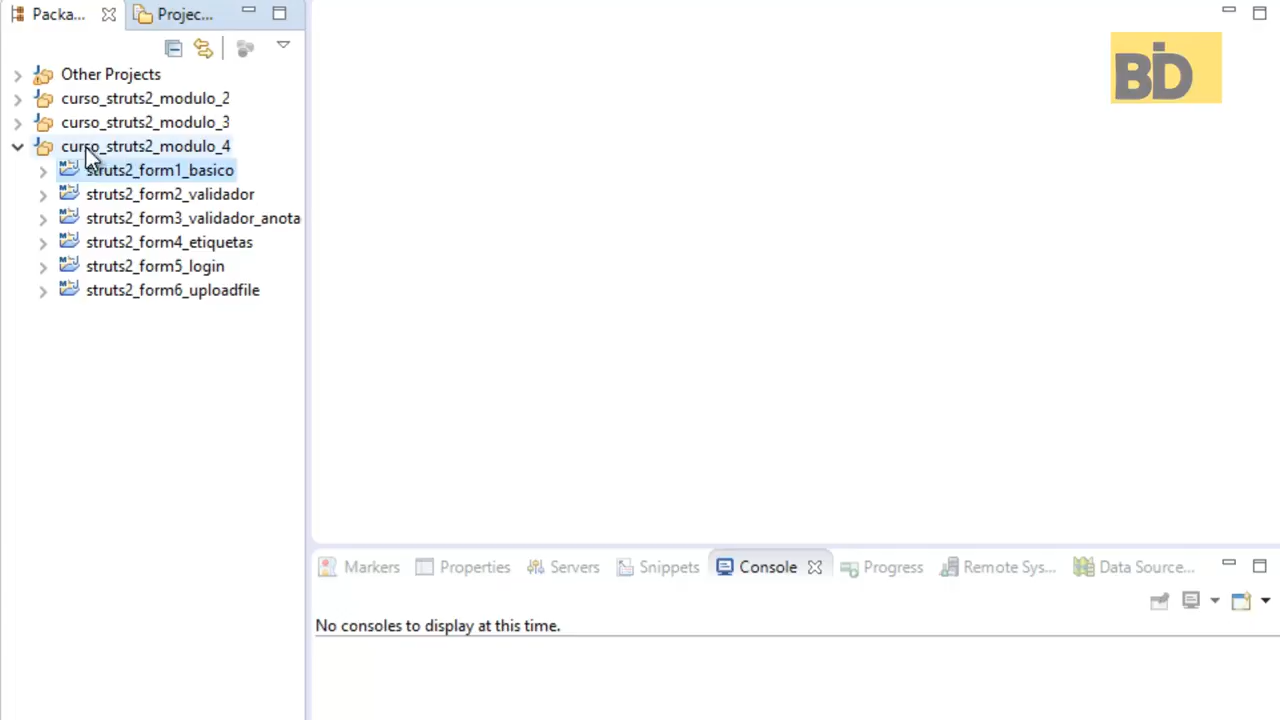 Packa...
Projec...
Other Projects
curso_struts2_modulo_2
curso_struts2_modulo_3
curso_struts2_modulo_4
struts2_form1_basico
struts2_form2_validador
struts2_form3_validador_anota
struts2_form4_etiquetas
struts2_form5_login
struts2_form6_uploadfile
BD
Markers
Properties
Servers
Snippets
Console
Progress
Remote Sys...
Data Source...
No consoles to display at this time.